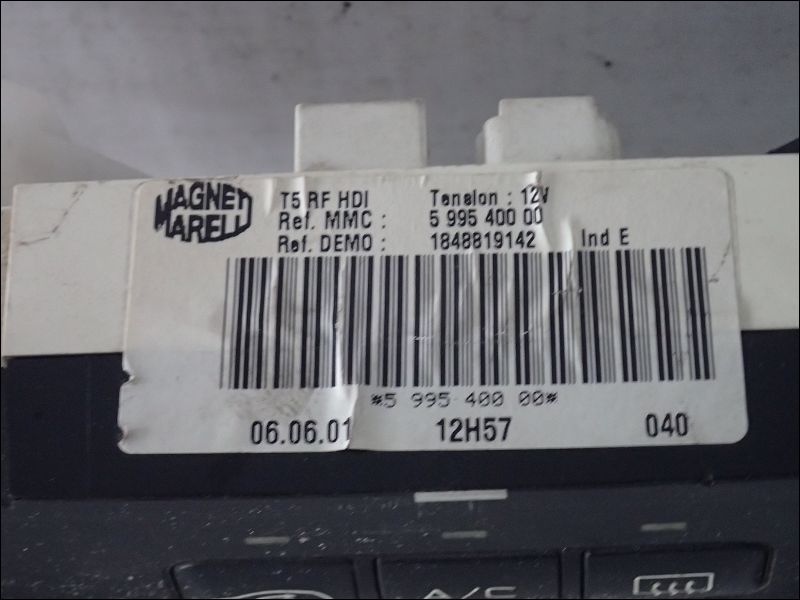 MAGNETI
MARELLI
T5 RF HDI Tension : 12V
Ref. MMC : 5 995 400 00
Ref. DEMO : 1848819142 Ind E
*5 995 400 00*
06.06.01 12H57 040
A/C